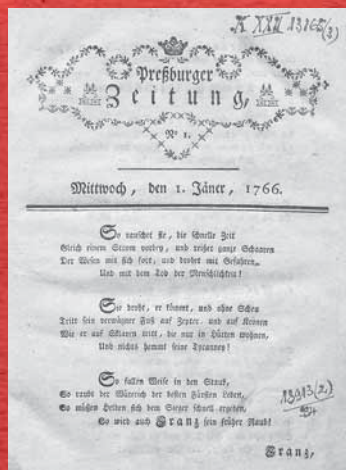 K XXII 13168(3)
Preßburger
Zeitung,
Nº 1.
Mittwoch, den 1. Jäner, 1766.
So rauschet sie, die schnelle Zeit
Gleich einem Strom vorbey, und reißet ganze Schaaren
Der Wesen mit sich fort, und drohet mit Gefahren,
Und mit dem Tod der Menschlichkeit!
Sie droht, er kömmt, und ohne Scheu
Tritt sein verwägner Fuß auf Zepter, und auf Kronen
Wie er auf Sklaven tritt, die nur in Hütten wohnen,
Und nichts hemmt seine Tyranney!
So fallen Weise in den Staub,
So raubt der Wüterich der besten Fürsten Leben,
So müßen Helden sich dem Sieger schnell ergeben,
So wird auch Franz sein früher Raub!
13913(2)
Franz,